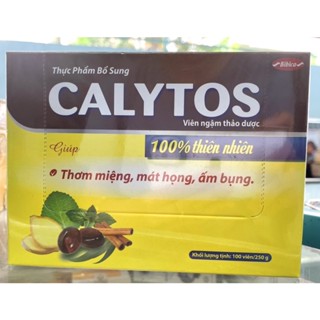 Thực Phẩm Bổ Sung
CALYTOS
Viên ngậm thảo dược
Giúp
100% thiên nhiên
Thơm miệng, mát họng, ấm bụng.
Khối lượng tịnh: 100 viên/250 g